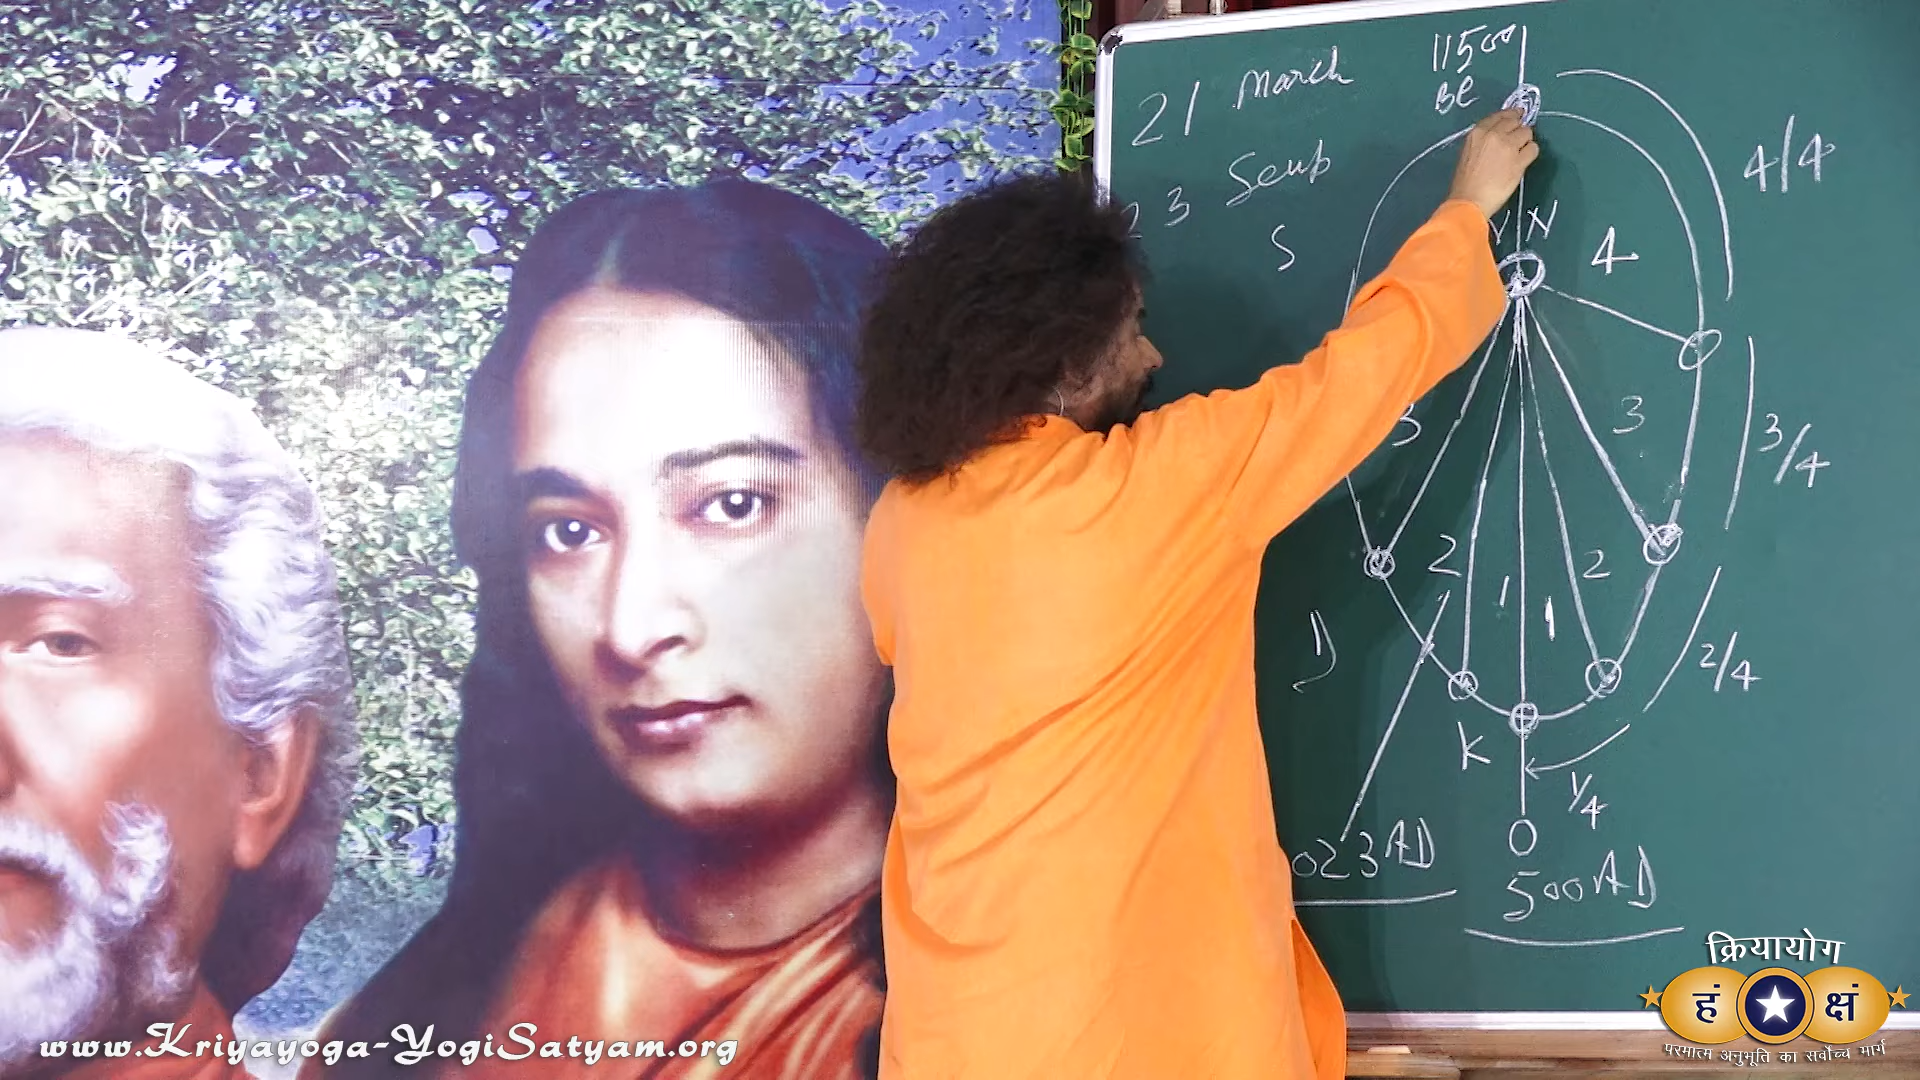 21 March
11500
BC
23 Sep
S
4/4
N
4
3
3
3/4
2
1
1
2
D
2/4
K
1/4
0
023 AD
500 AD
क्रियायोग
हं क्षं
परमात्म अनुभूति का सर्वोच्च मार्ग
www.Kriyayoga-YogiSatyam.org